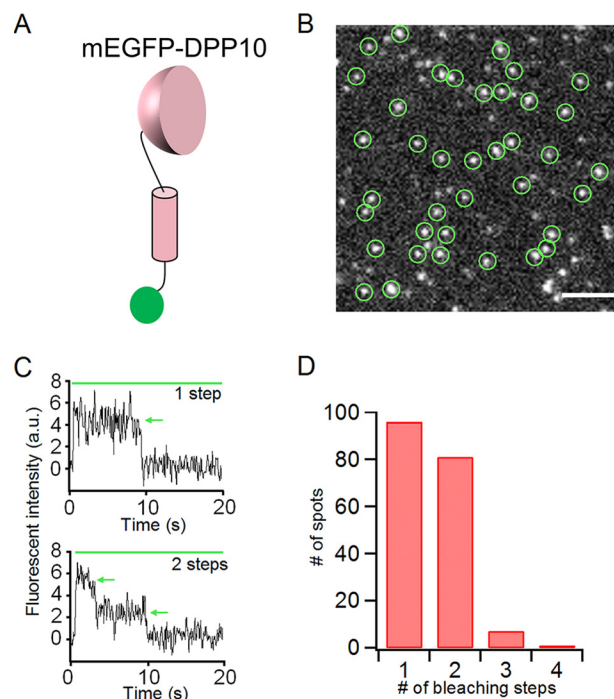 A
mEGFP-DPP10
B
C
Fluorescent intensity (a.u.)
8
6
4
2
0
1 step
0
10
20
Time (s)
8
6
4
2
0
2 steps
0
10
20
Time (s)
D
# of spots
100
80
60
40
20
0
1 2 3 4
# of bleaching steps